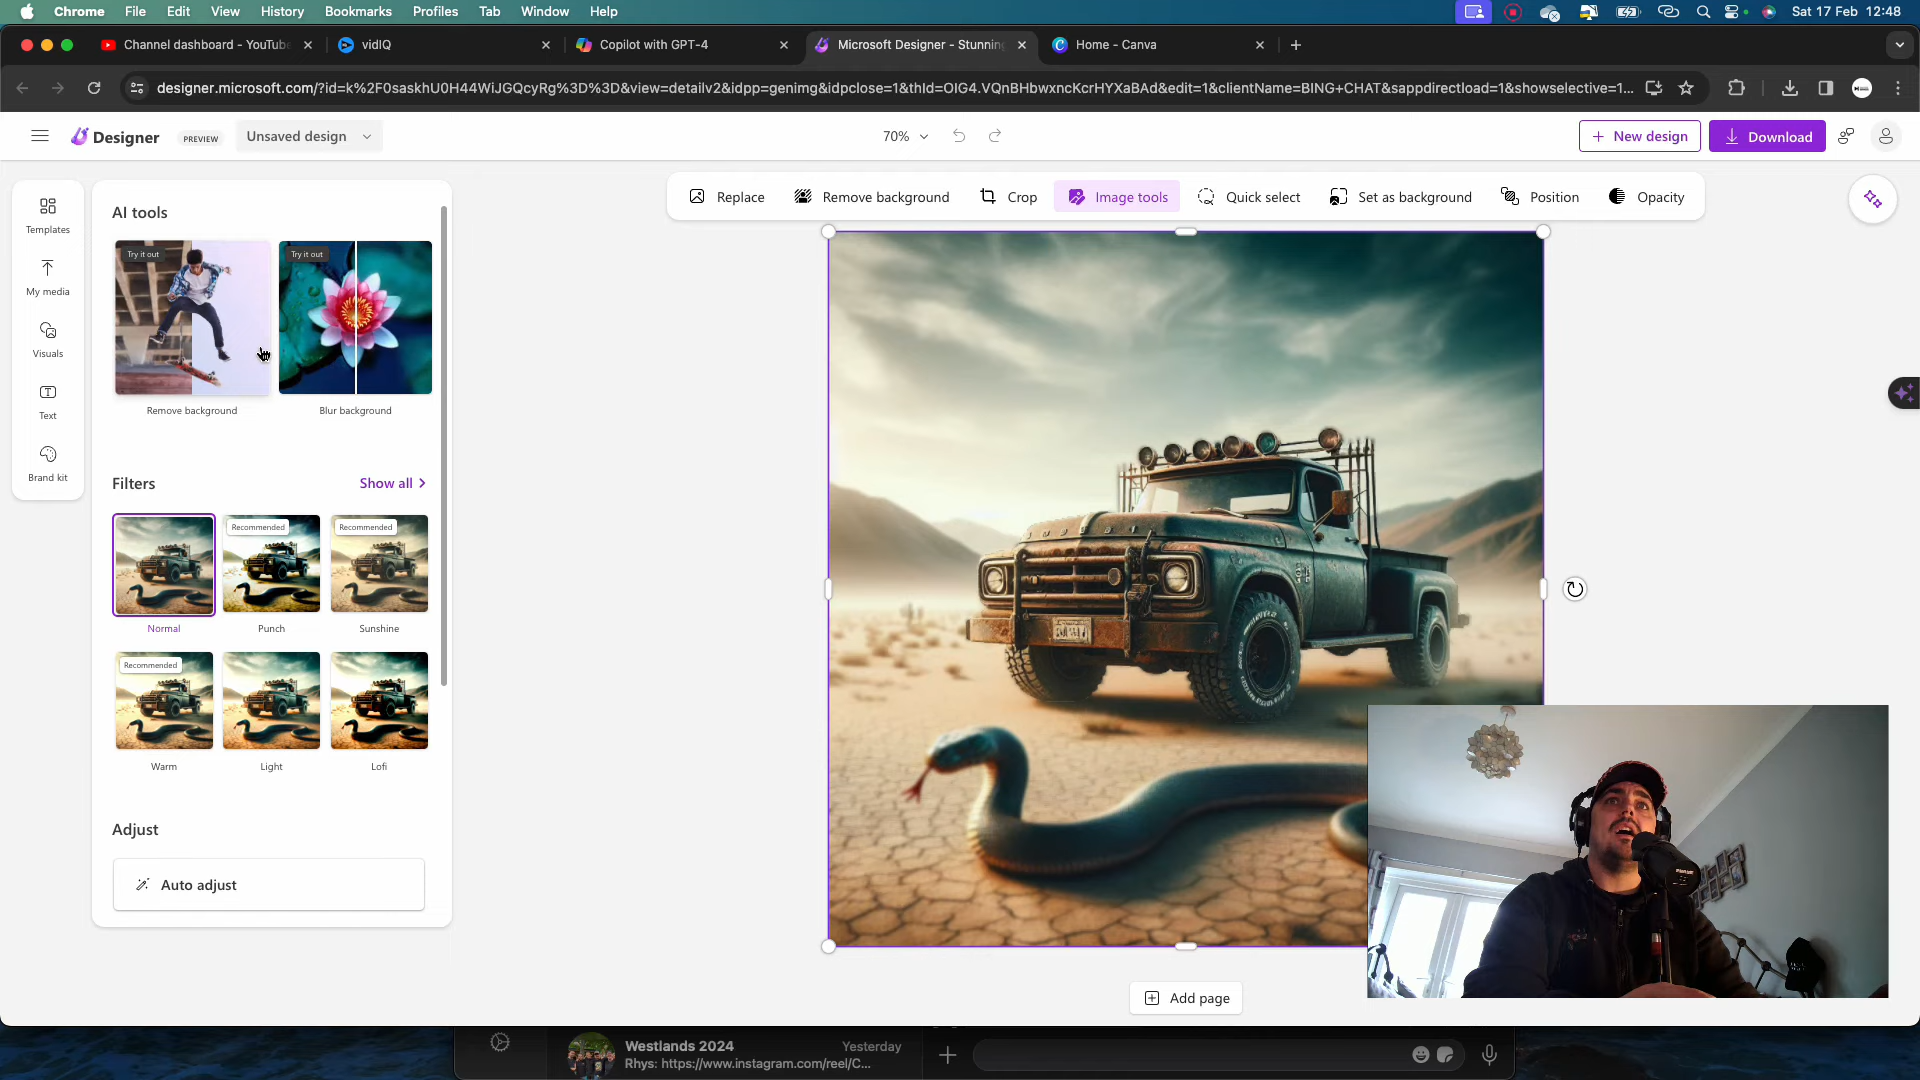 Chrome File Edit View History Bookmarks Profiles Tab Window Help Sat 17 Feb 12:48
Channel dashboard - YouTube vidIQ Copilot with GPT-4 Microsoft Designer - Stunning Home - Canva
designer.microsoft.com/?id=k%2F0saskhU0H44WiJGQcyRg%3D%3D&view=detailv2&idpp=genimg&idpclose=1&thId=OIG4.VQnBHbwxncKcrHYXaBAd&edit=1&clientName=BING+CHAT&sappdirectload=1&showselective=1...
Designer PREVIEW Unsaved design 70% New design Download
Replace Remove background Crop Image tools Quick select Set as background Position Opacity
Templates
My media
Visuals
Text
Brand kit
AI tools
Try it out Try it out
Remove background Blur background
Filters Show all
Recommended Recommended
Normal Punch Sunshine
Recommended
Warm Light Lofi
Adjust
Auto adjust
Add page
Westlands 2024 Yesterday
Rhys: https://www.instagram.com/reel/C...